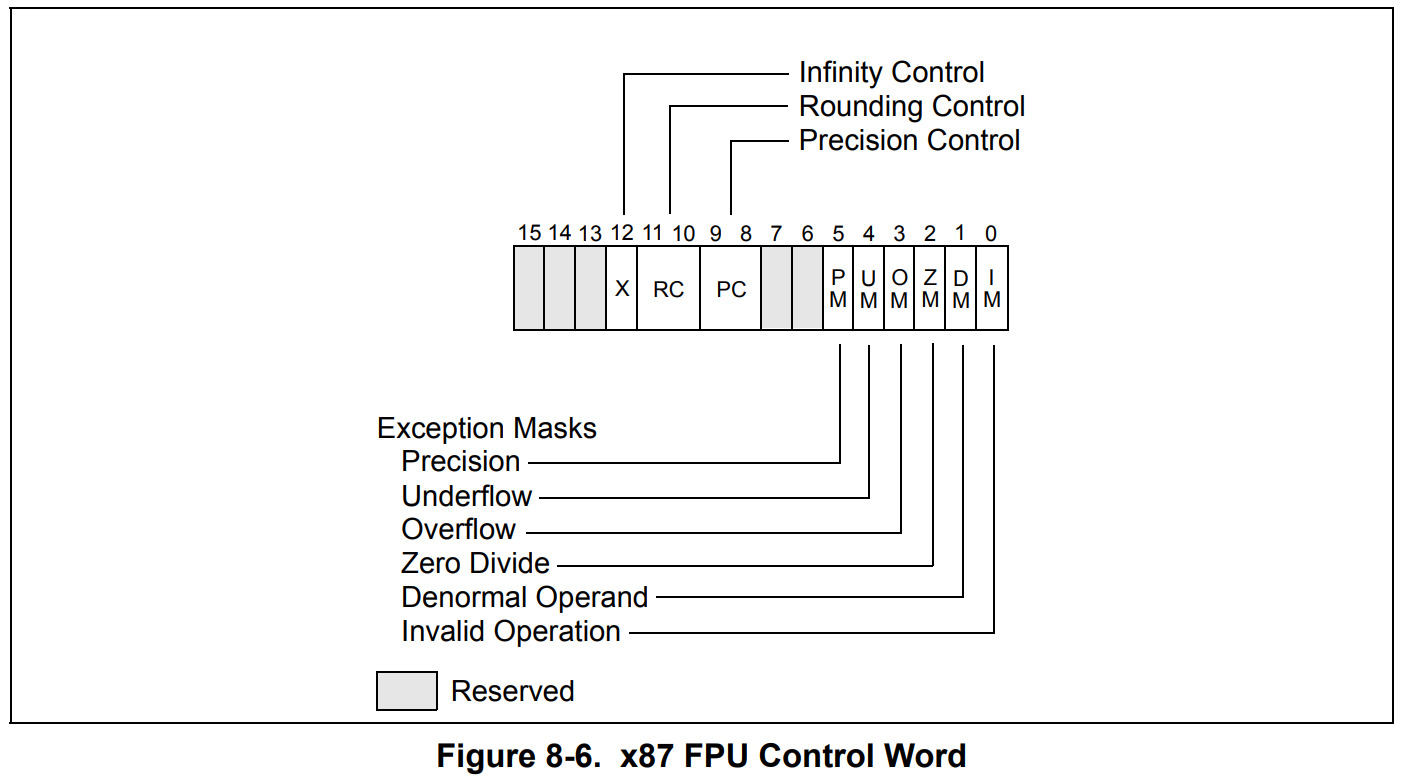 Infinity Control
Rounding Control
Precision Control
15 14 13 12 11 10 9 8 7 6 5 4 3 2 1 0
X RC PC PM UM OM ZM DM IM
Exception Masks
Precision
Underflow
Overflow
Zero Divide
Denormal Operand
Invalid Operation
Reserved
Figure 8-6. x87 FPU Control Word